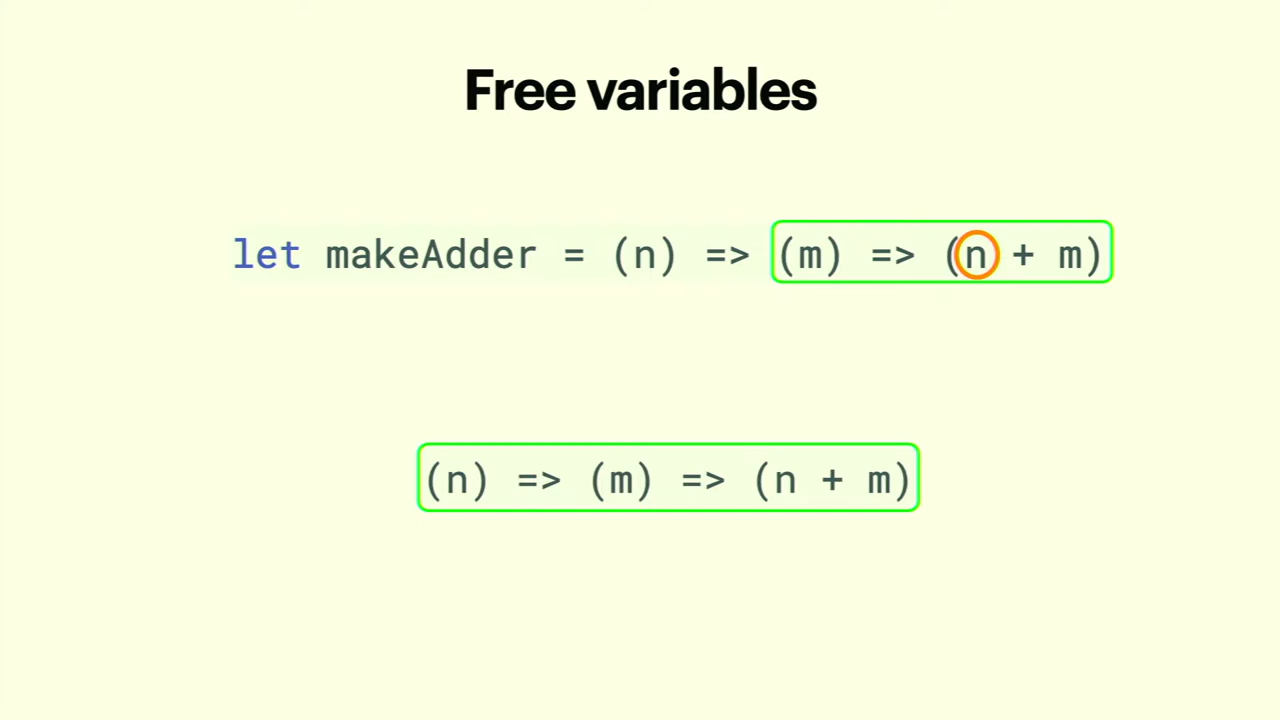 Free variables
let makeAdder = (n) => (m) => (n + m)
(n) => (m) => (n + m)